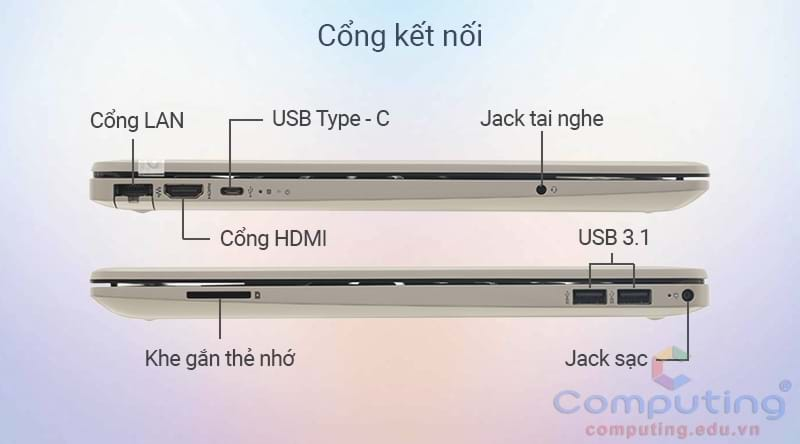 Cổng kết nối
Cổng LAN
USB Type - C
Jack tai nghe
Cổng HDMI
USB 3.1
Khe gắn thẻ nhớ
Jack sạc
Computing®
computing.edu.vn